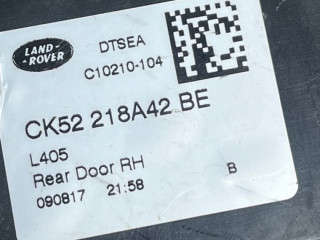 LAND-
-ROVER
DTSEA
C10210-104
CK52 218A42 BE
L405
Rear Door RH
090817 21:58
B